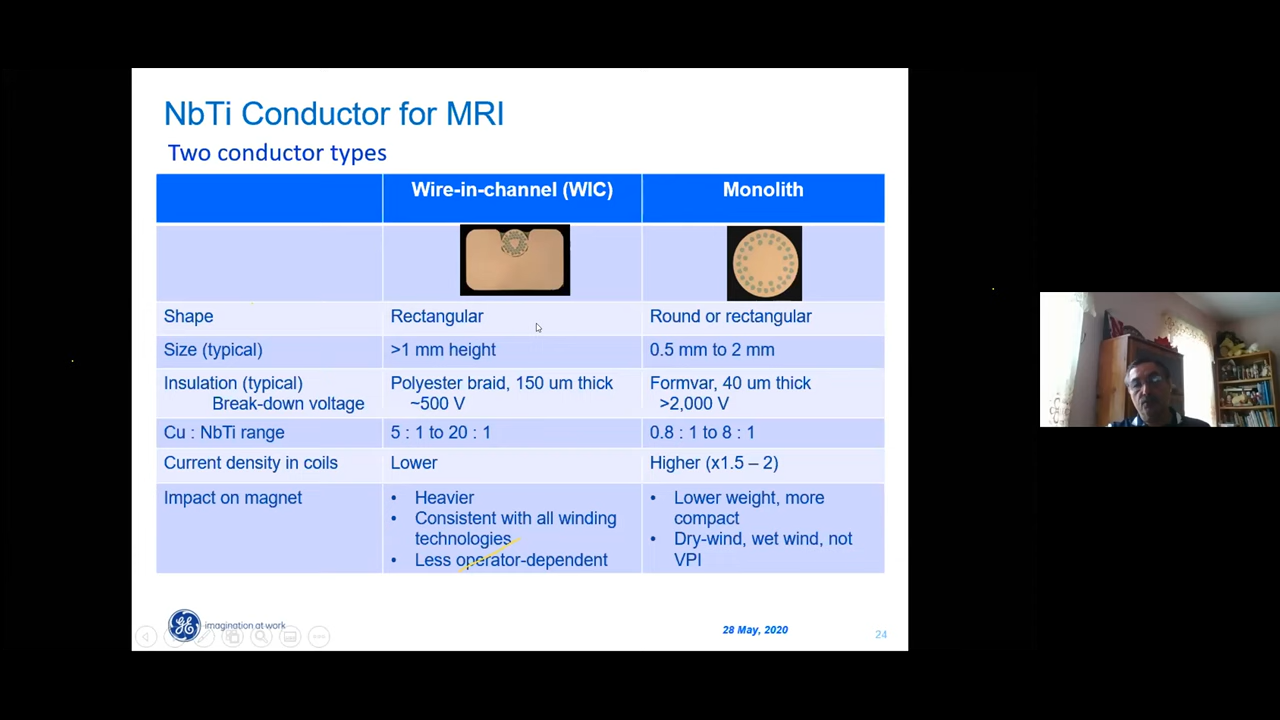 NbTi Conductor for MRI
Two conductor types
Wire-in-channel (WIC) Monolith
Shape Rectangular Round or rectangular
Size (typical) >1 mm height 0.5 mm to 2 mm
Insulation (typical) Polyester braid, 150 um thick Formvar, 40 um thick
Break-down voltage ~500 V >2,000 V
Cu : NbTi range 5 : 1 to 20 : 1 0.8 : 1 to 8 : 1
Current density in coils Lower Higher (x1.5 – 2)
Impact on magnet • Heavier • Lower weight, more
• Consistent with all winding compact
technologies • Dry-wind, wet wind, not
• Less operator-dependent VPI
GE imagination at work
28 May, 2020
24